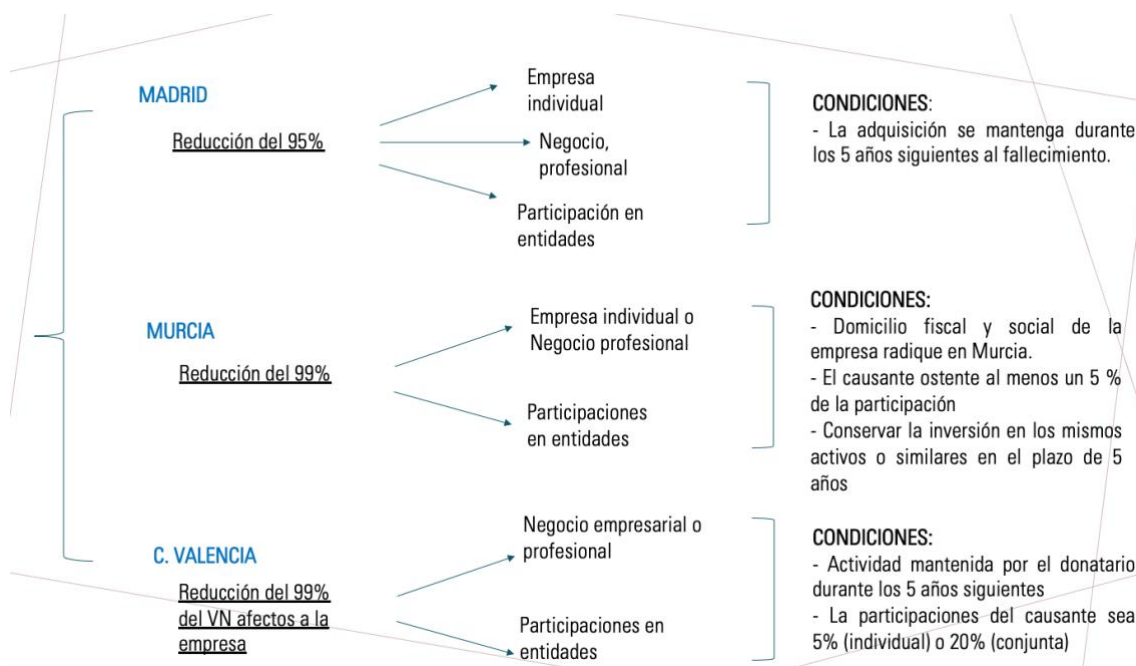 MADRID
Reducción del 95%
Empresa
individual
Negocio,
profesional
Participación en
entidades
CONDICIONES:
- La adquisición se mantenga durante
los 5 años siguientes al fallecimiento.
MURCIA
Reducción del 99%
Empresa individual o
Negocio profesional
Participaciones
en entidades
CONDICIONES:
- Domicilio fiscal y social de la
empresa radique en Murcia.
- El causante ostente al menos un 5 %
de la participación
- Conservar la inversión en los mismos
activos o similares en el plazo de 5
años
C. VALENCIA
Reducción del 99%
del VN afectos a la
empresa
Negocio empresarial o
profesional
Participaciones en
entidades
CONDICIONES:
- Actividad mantenida por el donatario
durante los 5 años siguientes
- La participaciones del causante sea
5% (individual) o 20% (conjunta)